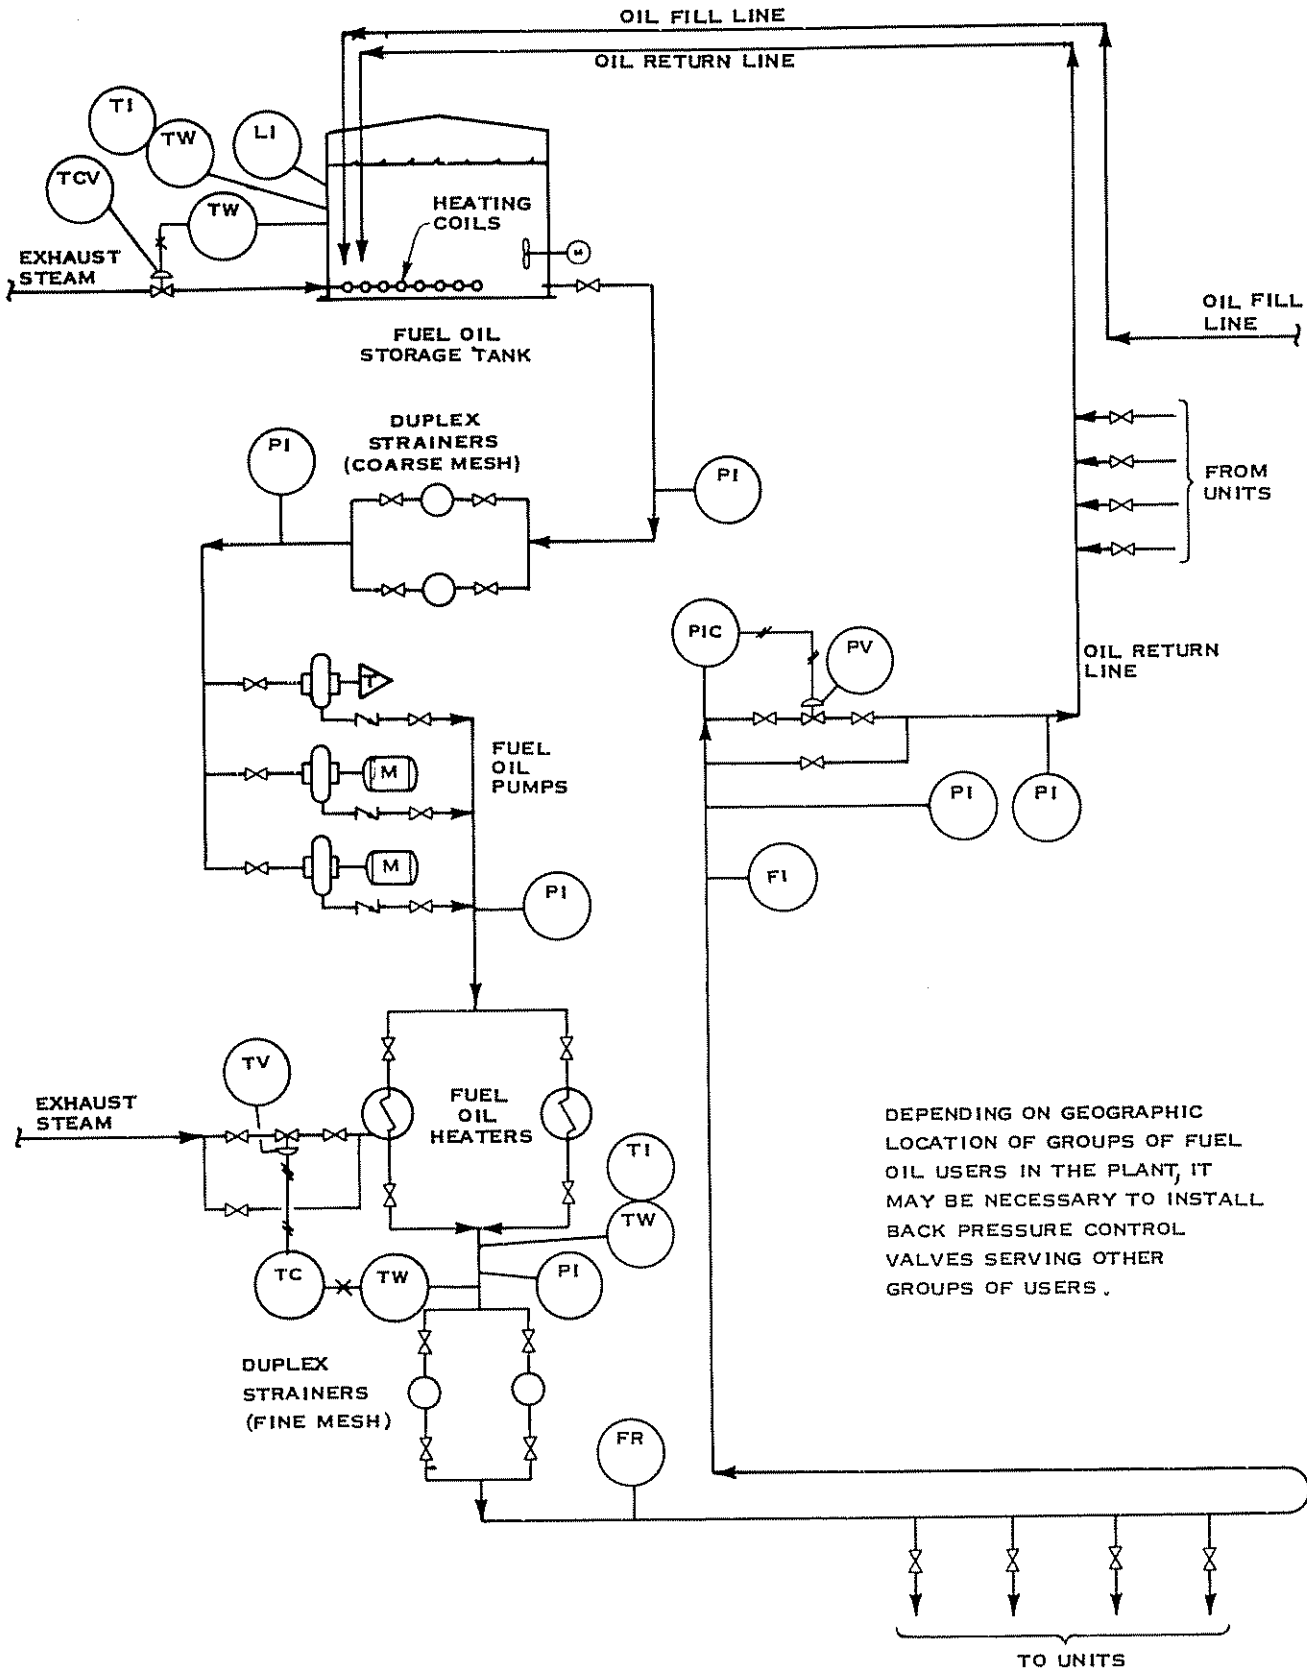 OIL FILL LINE
OIL RETURN LINE
TI
TW
LI
TCV
TW
HEATING
COILS
M
EXHAUST
STEAM
FUEL OIL
STORAGE TANK
OIL FILL
LINE
DUPLEX
STRAINERS
(COARSE MESH)
PI
PI
FROM
UNITS
PIC
PV
OIL RETURN
LINE
T
FUEL
OIL
PUMPS
M
M
PI
PI
PI
FI
TV
EXHAUST
STEAM
FUEL
OIL
HEATERS
TI
TW
PI
TC
TW
DEPENDING ON GEOGRAPHIC
LOCATION OF GROUPS OF FUEL
OIL USERS IN THE PLANT, IT
MAY BE NECESSARY TO INSTALL
BACK PRESSURE CONTROL
VALVES SERVING OTHER
GROUPS OF USERS.
DUPLEX
STRAINERS
(FINE MESH)
FR
TO UNITS